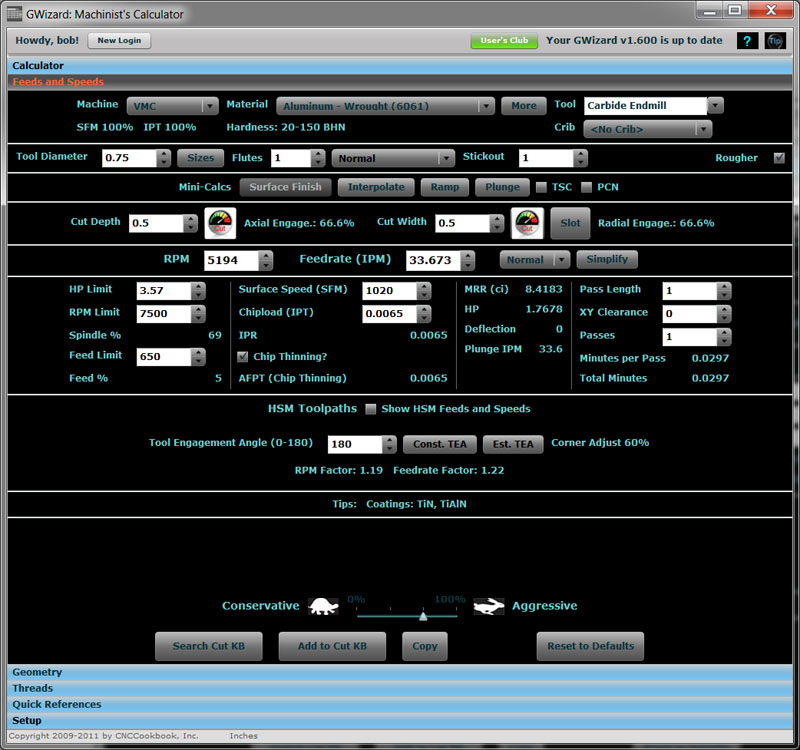 GWizard: Machinist's Calculator
Howdy, bob! New Login User's Club Your GWizard v1.600 is up to date ? Tip
Calculator
Feeds and Speeds
Machine VMC Material Aluminum - Wrought (6061) More Tool Carbide Endmill
SFM 100% IPT 100% Hardness: 20-150 BHN Crib <No Crib>
Tool Diameter 0.75 Sizes Flutes 1 Normal Stickout 1 Rougher
Mini-Calcs Surface Finish Interpolate Ramp Plunge TSC PCN
Cut Depth 0.5 Cut Axial Engage.: 66.6% Cut Width 0.5 Cut Slot Radial Engage.: 66.6%
RPM 5194 Feedrate (IPM) 33.673 Normal Simplify
HP Limit 3.57 Surface Speed (SFM) 1020 MRR (ci) 8.4183 Pass Length 1
RPM Limit 7500 Chipload (IPT) 0.0065 HP 1.7678 XY Clearance 0
Spindle % 69 IPR 0.0065 Deflection 0 Passes 1
Feed Limit 650 Chip Thinning? Plunge IPM 33.6 Minutes per Pass 0.0297
Feed % 5 AFPT (Chip Thinning) 0.0065 Total Minutes 0.0297
HSM Toolpaths Show HSM Feeds and Speeds
Tool Engagement Angle (0-180) 180 Const. TEA Est. TEA Corner Adjust 60%
RPM Factor: 1.19 Feedrate Factor: 1.22
Tips: Coatings: TiN, TiAlN
0% 100%
Conservative Aggressive
Search Cut KB Add to Cut KB Copy Reset to Defaults
Geometry
Threads
Quick References
Setup
Copyright 2009-2011 by CNCCookbook, Inc. Inches